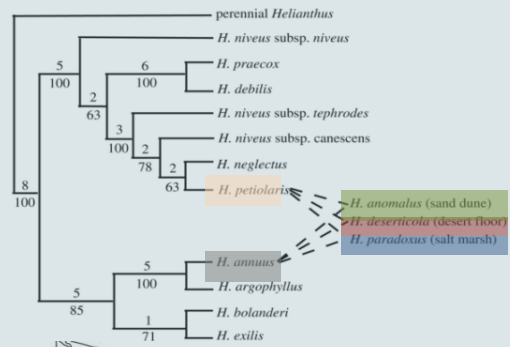 perennial Helianthus
H. niveus subsp. niveus
5
100
6
100
H. praecox
H. debilis
2
63
3
100
H. niveus subsp. tephrodes
2
78
H. niveus subsp. canescens
2
63
H. neglectus
H. petiolaris
8
100
H. anomalus (sand dune)
H. deserticola (desert floor)
H. paradoxus (salt marsh)
H. annuus
5
100
H. argophyllus
5
85
H. bolanderi
1
71
H. exilis